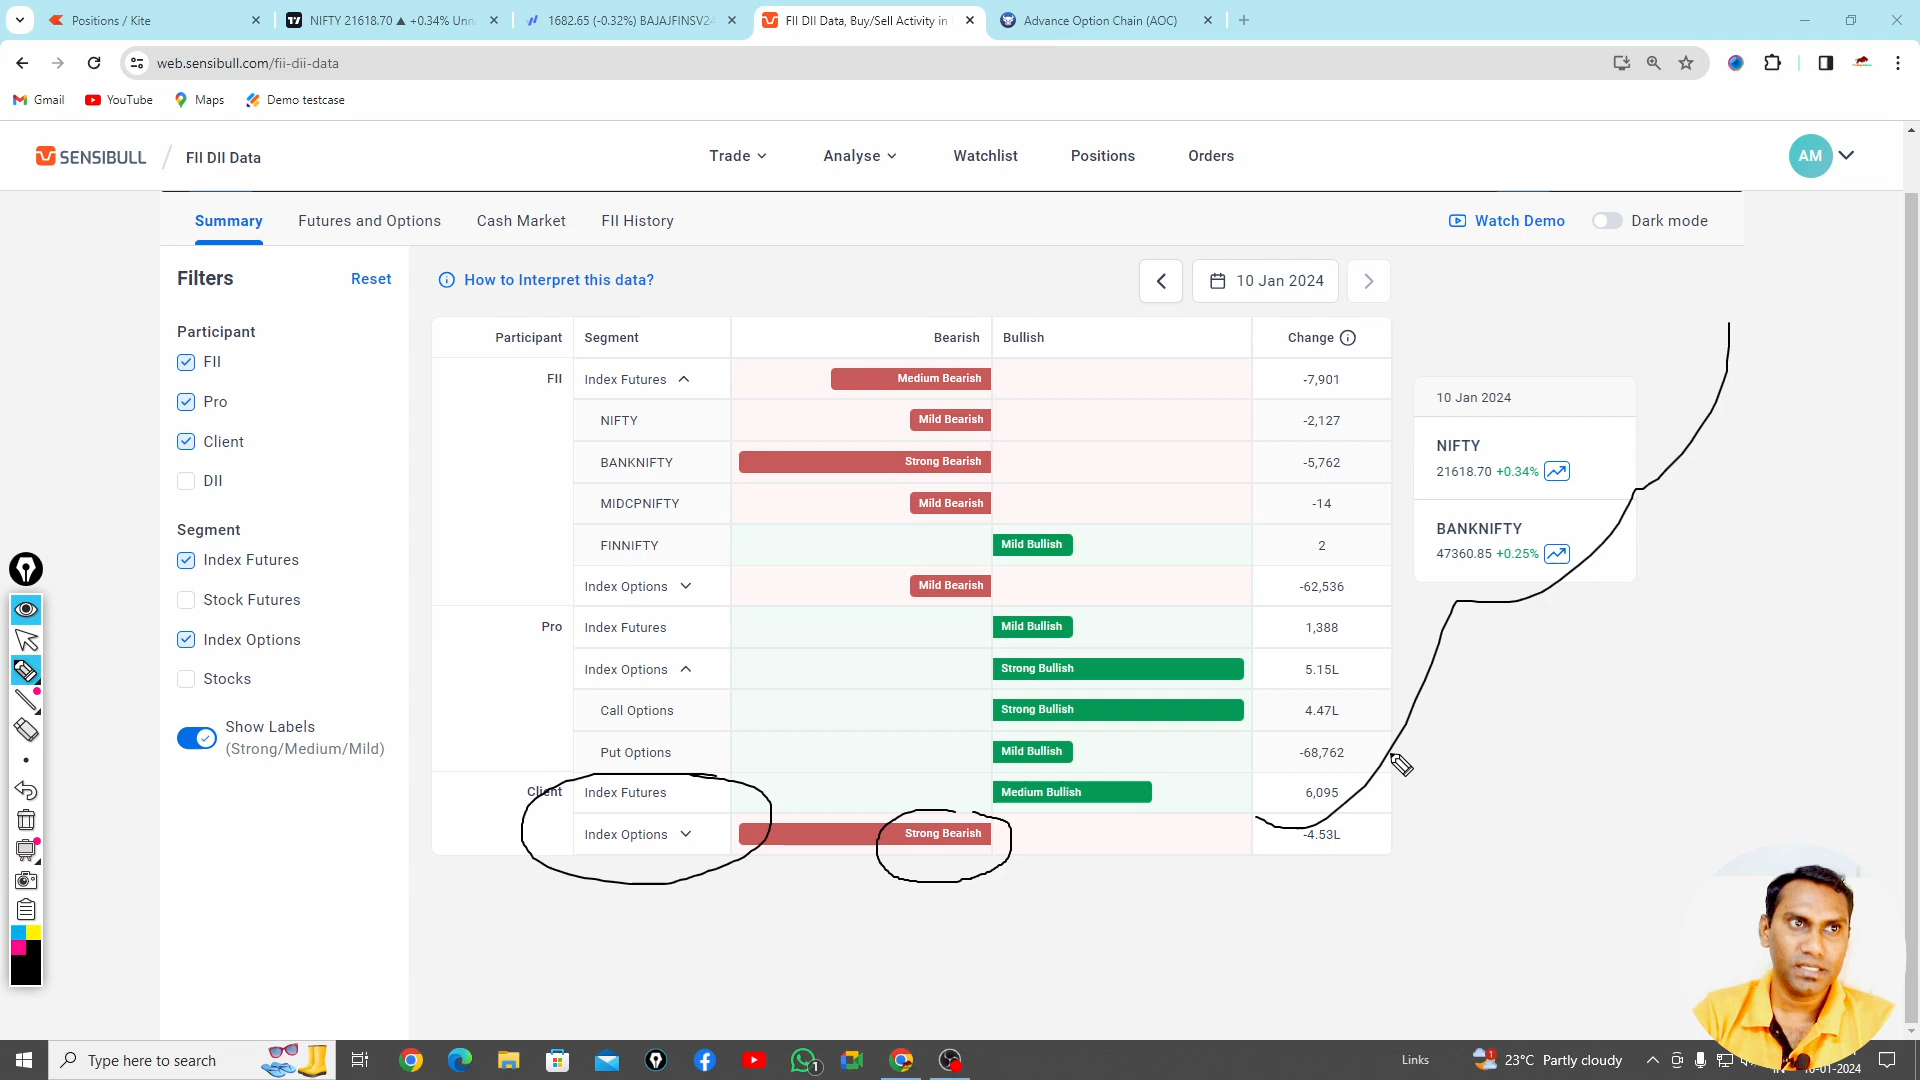 Positions / Kite
NIFTY 21618.70 ▲ +0.34% Unna
1682.65 (-0.32%) BAJAJFINSV24
FII DII Data, Buy/Sell Activity in
Advance Option Chain (AOC)
web.sensibull.com/fii-dii-data
Gmail
YouTube
Maps
Demo testcase
SENSIBULL / FII DII Data
Trade
Analyse
Watchlist
Positions
Orders
AM
Summary
Futures and Options
Cash Market
FII History
Watch Demo
Dark mode
Filters
Reset
Participant
FII
Pro
Client
DII
Segment
Index Futures
Stock Futures
Index Options
Stocks
Show Labels
(Strong/Medium/Mild)
How to Interpret this data?
10 Jan 2024
Participant Segment Bearish Bullish Change
FII Index Futures Medium Bearish -7,901
NIFTY Mild Bearish -2,127
BANKNIFTY Strong Bearish -5,762
MIDCPNIFTY Mild Bearish -14
FINNIFTY Mild Bullish 2
Index Options Mild Bearish -62,536
Pro Index Futures Mild Bullish 1,388
Index Options Strong Bullish 5.15L
Call Options Strong Bullish 4.47L
Put Options Mild Bullish -68,762
Client Index Futures Medium Bullish 6,095
Index Options Strong Bearish -4.53L
10 Jan 2024
NIFTY
21618.70 +0.34%
BANKNIFTY
47360.85 +0.25%
Type here to search
1
Links
1
23°C Partly cloudy
10-01-2024